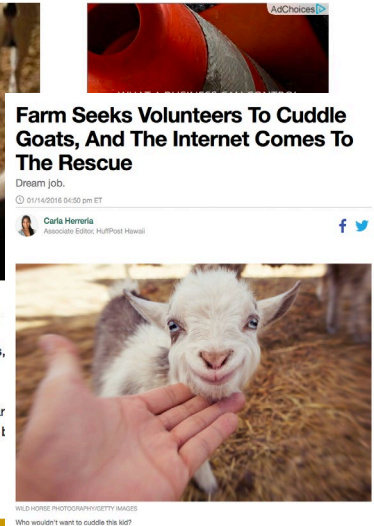 AdChoices
Farm Seeks Volunteers To Cuddle
Goats, And The Internet Comes To
The Rescue
Dream job.
01/14/2016 04:50 pm ET
Carla Herreria
Associate Editor, HuffPost Hawaii
WILD HORSE PHOTOGRAPHY/GETTY IMAGES
Who wouldn't want to cuddle this kid?